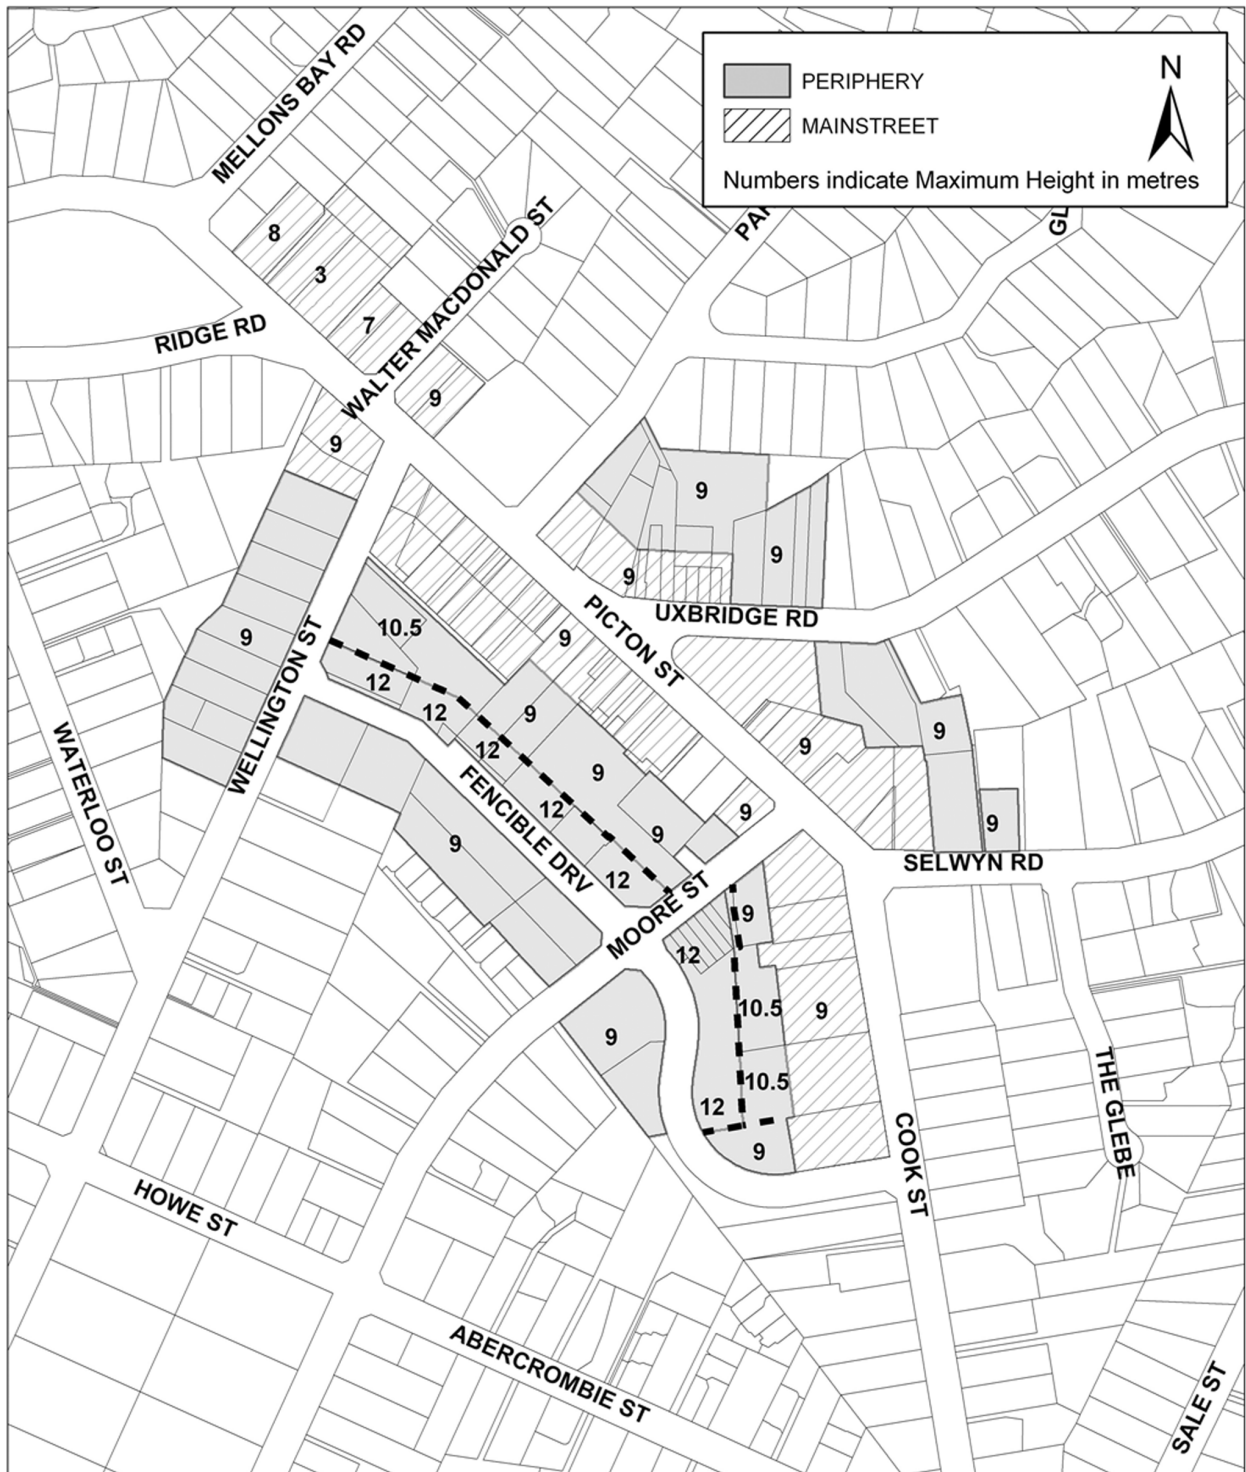 MELLONS BAY RD
PERIPHERY
MAINSTREET
N
Numbers indicate Maximum Height in metres
8
3
7
RIDGE RD
WALTER MACDONALD ST
9
9
9
9
9
UXBRIDGE RD
PICTON ST
9
10.5
12
12
12
12
12
9
9
9
9
9
WELLINGTON ST
WATERLOO ST
FENCIBLE DRV
9
9
9
9
SELWYN RD
MOORE ST
9
12
10.5
10.5
9
9
12
9
THE GLEBE
COOK ST
HOWE ST
ABERCROMBIE ST
SALE ST